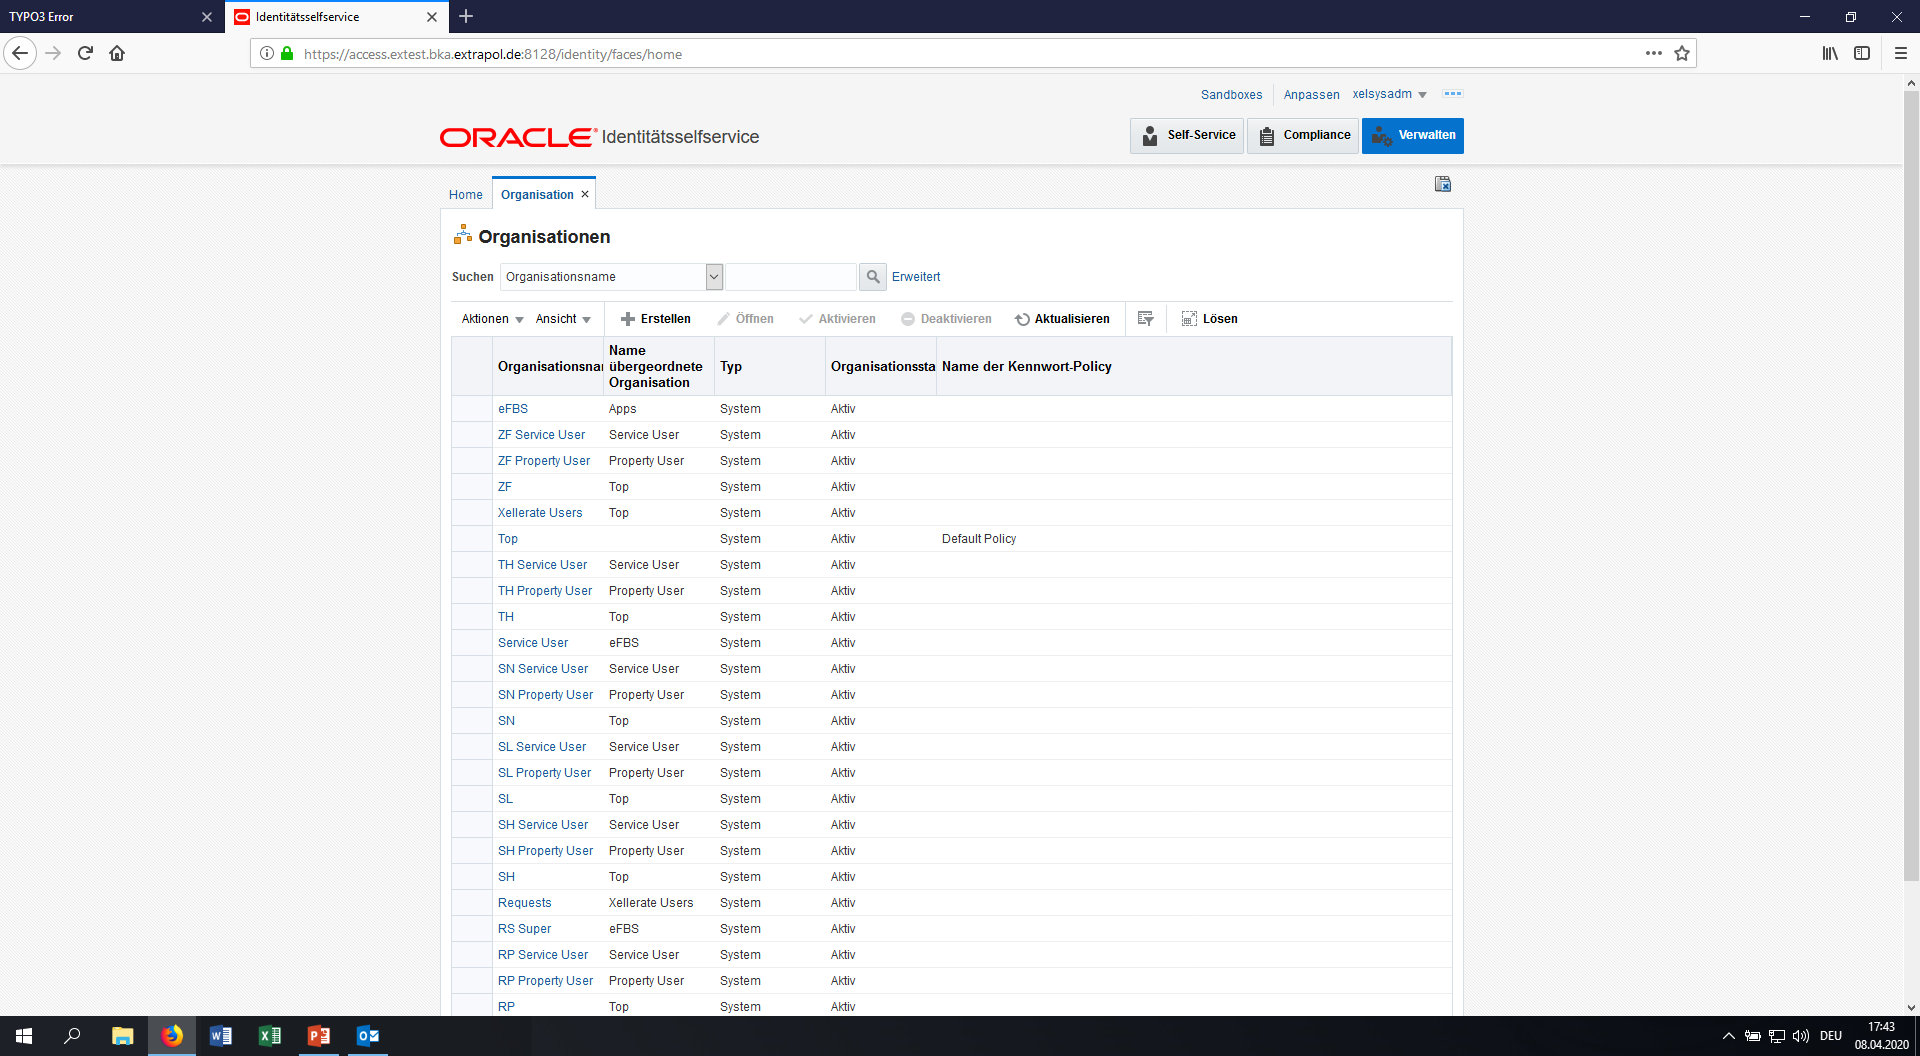 TYPO3 Error
Identitätsselfservice
https://access.extest.bka.extrapol.de:8128/identity/faces/home
Sandboxes Anpassen xelsysadm
ORACLE Identitätsselfservice
Self-Service Compliance Verwalten
Home Organisation
Organisationen
Suchen Organisationsname Erweitert
Aktionen Ansicht Erstellen Öffnen Aktivieren Deaktivieren Aktualisieren Lösen
Organisationsna Name übergeordnete Organisation Typ Organisationssta Name der Kennwort-Policy
eFBS Apps System Aktiv
ZF Service User Service User System Aktiv
ZF Property User Property User System Aktiv
ZF Top System Aktiv
Xellerate Users Top System Aktiv
Top System Aktiv Default Policy
TH Service User Service User System Aktiv
TH Property User Property User System Aktiv
TH Top System Aktiv
Service User eFBS System Aktiv
SN Service User Service User System Aktiv
SN Property User Property User System Aktiv
SN Top System Aktiv
SL Service User Service User System Aktiv
SL Property User Property User System Aktiv
SL Top System Aktiv
SH Service User Service User System Aktiv
SH Property User Property User System Aktiv
SH Top System Aktiv
Requests Xellerate Users System Aktiv
RS Super eFBS System Aktiv
RP Service User Service User System Aktiv
RP Property User Property User System Aktiv
RP Top System Aktiv
DEU 17:43
08.04.2020